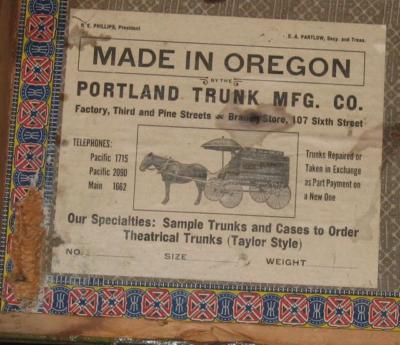 R. E. PHILLIPS, President
E. A. PARTLOW, Secy. and Treas.
MADE IN OREGON
BY THE
PORTLAND TRUNK MFG. CO.
Factory, Third and Pine Streets Branch Store, 107 Sixth Street
TELEPHONES:
Pacific 1715
Pacific 2090
Main 1662
Trunks Repaired or
Taken in Exchange
as Part Payment on
a New One
Our Specialties: Sample Trunks and Cases to Order
Theatrical Trunks (Taylor Style)
NO. SIZE WEIGHT